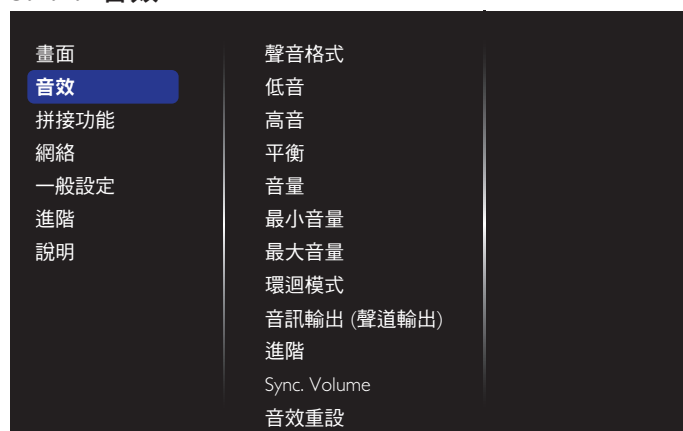 畫面
音效
拼接功能
網絡
一般設定
進階
說明
聲音格式
低音
高音
平衡
音量
最小音量
最大音量
環迴模式
音訊輸出 (聲道輸出)
進階
Sync. Volume
音效重設